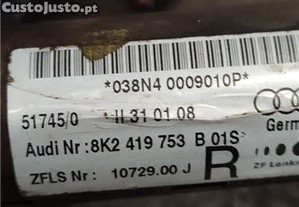 CustoJusto.pt
*038N4 0009010P*
51745/0 II 31 01 08
Germ
Audi Nr :8K2 419 753 B 01S
ZFLS Nr : 10729.00 J R
ZF Lenks